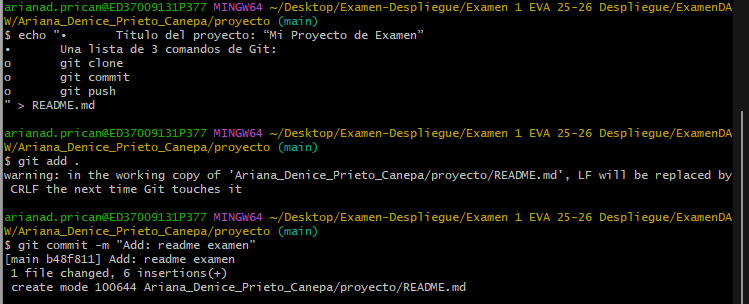 arianad.prican@ED37009131P377 MINGW64 ~/Desktop/Examen-Despliegue/Examen 1 EVA 25-26 Despliegue/ExamenDA
W/Ariana_Denice_Prieto_Canepa/proyecto (main)
$ echo "•       Título del proyecto: “Mi Proyecto de Examen”
•       Una lista de 3 comandos de Git:
o       git clone
o       git commit
o       git push
" > README.md
arianad.prican@ED37009131P377 MINGW64 ~/Desktop/Examen-Despliegue/Examen 1 EVA 25-26 Despliegue/ExamenDA
W/Ariana_Denice_Prieto_Canepa/proyecto (main)
$ git add .
warning: in the working copy of 'Ariana_Denice_Prieto_Canepa/proyecto/README.md', LF will be replaced by
 CRLF the next time Git touches it
arianad.prican@ED37009131P377 MINGW64 ~/Desktop/Examen-Despliegue/Examen 1 EVA 25-26 Despliegue/ExamenDA
W/Ariana_Denice_Prieto_Canepa/proyecto (main)
$ git commit -m "Add: readme examen"
[main b48f811] Add: readme examen
 1 file changed, 6 insertions(+)
 create mode 100644 Ariana_Denice_Prieto_Canepa/proyecto/README.md